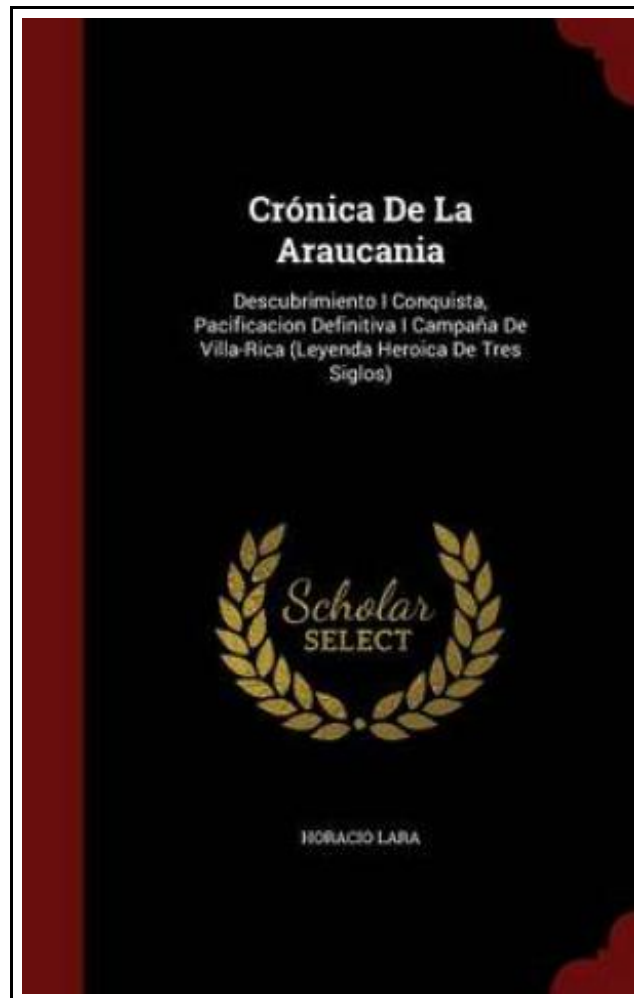 Crónica De La
Araucania
Descubrimiento I Conquista,
Pacificacion Definitiva I Campaña De
Villa-Rica (Leyenda Heroica De Tres
Siglos)
Scholar
SELECT
HORACIO LARA